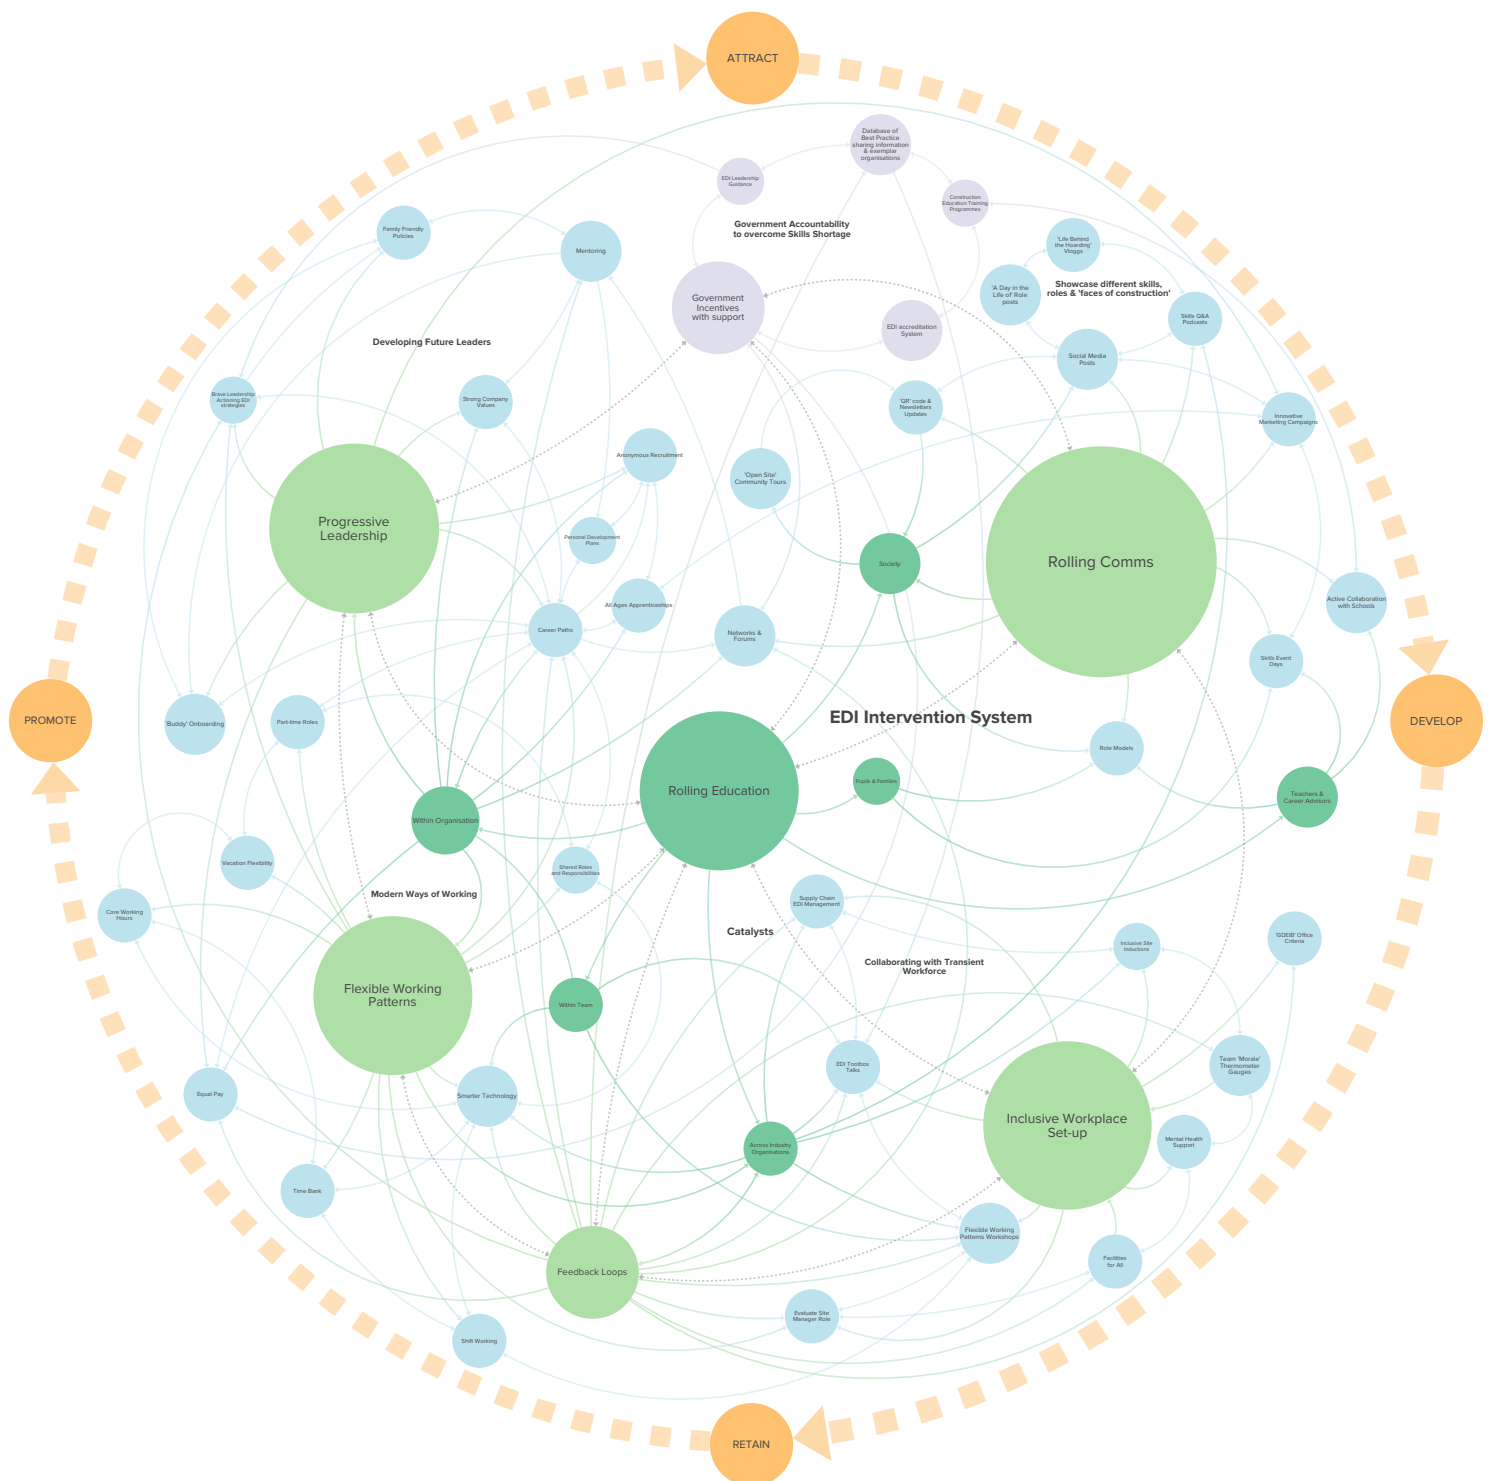 ATTRACT
Database of
Best Practice
sharing information
& exemplar
organisations
EDI Leadership
Guidance
Construction
Education Training
Programmes
Government Accountability
to overcome Skills Shortage
Family Friendly
Policies
Mentoring
'Life Behind
the Hoarding'
Vloggs
'A Day in the
Life of' Role
posts
Showcase different skills,
roles & 'faces of construction'
Government
Incentives
with support
EDI accreditation
System
Skills Q&A
Podcasts
Developing Future Leaders
Social Media
Posts
Brave Leadership
Actioning EDI
strategies
Strong Company
Values
'QR' code &
Newsletters
Updates
Innovative
Marketing Campaigns
Anonymous Recruitment
'Open Site'
Community Tours
Progressive
Leadership
Personal Development
Plans
Society
Rolling Comms
All Ages Apprenticeships
Active Collaboration
with Schools
Career Paths
Networks &
Forums
Skills Event
Days
PROMOTE
'Buddy' Onboarding
Part-time Roles
EDI Intervention System
Role Models
DEVELOP
Rolling Education
Pupils & Families
Teachers &
Career Advisors
Within Organisation
Vacation Flexibility
Shared Roles
and Responsibilities
Modern Ways of Working
Core Working
Hours
Supply Chain
EDI Management
Catalysts
Inclusive Site
Inductions
'GDEIB' Office
Criteria
Collaborating with Transient
Workforce
Flexible Working
Patterns
Within Team
EDI Toolbox
Talks
Team 'Morale'
Thermometer
Gauges
Equal Pay
Smarter Technology
Inclusive Workplace
Set-up
Across Industry
Organisations
Mental Health
Support
Time Bank
Flexible Working
Patterns Workshops
Facilities
for All
Feedback Loops
Evaluate Site
Manager Role
Shift Working
RETAIN